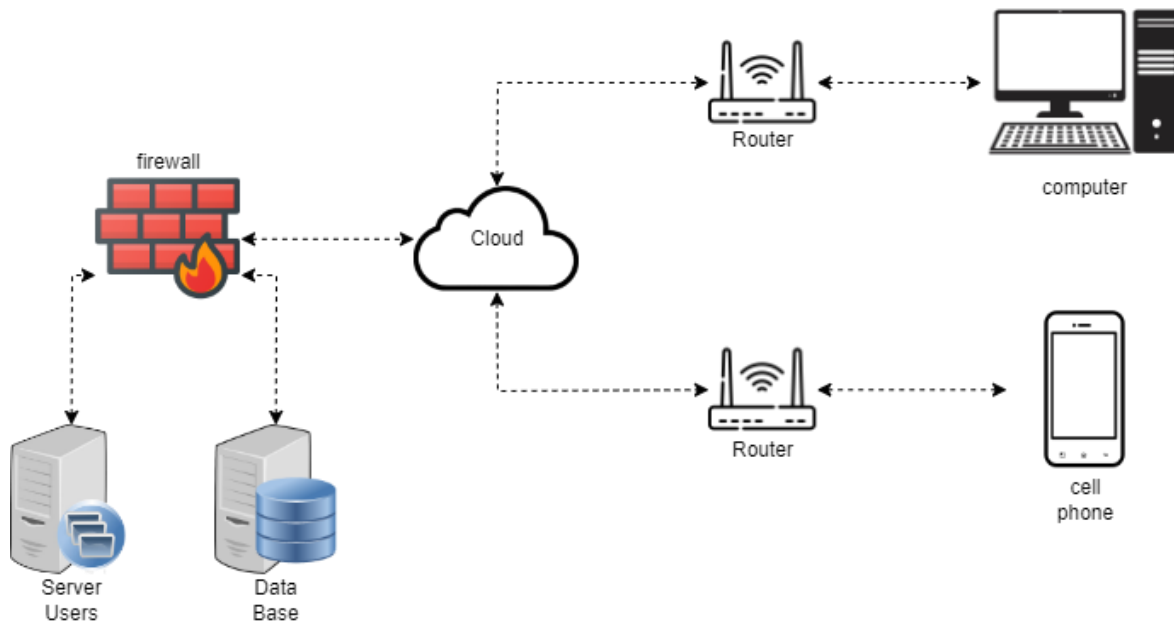 Router
computer
firewall
Cloud
Router
cell
phone
Server
Users
Data
Base